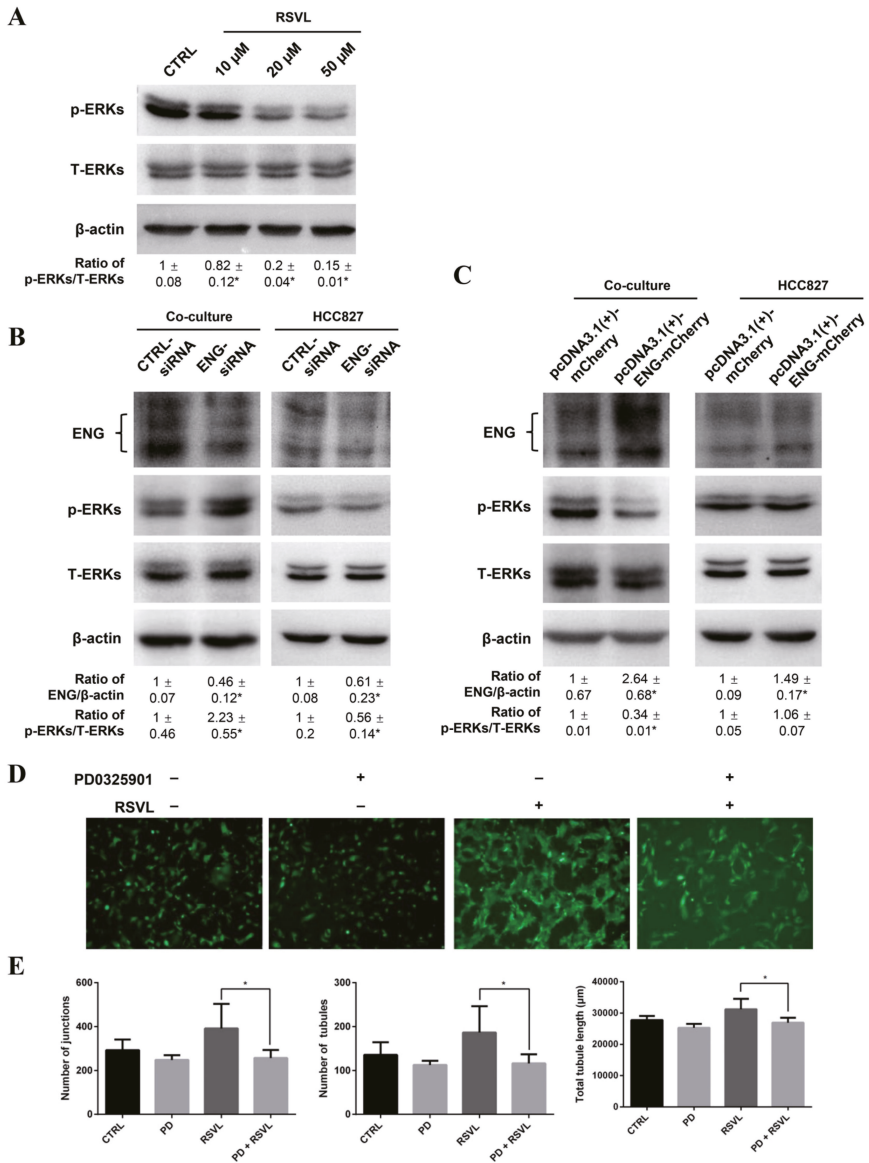 A
RSVL
CTRL 10 μM 20 μM 50 μM
p-ERKs
T-ERKs
β-actin
Ratio of p-ERKs/T-ERKs
1 ± 0.82 ± 0.2 ± 0.15 ±
0.08 0.12* 0.04* 0.01*
B
Co-culture HCC827
CTRL-siRNA ENG-siRNA CTRL-siRNA ENG-siRNA
ENG
p-ERKs
T-ERKs
β-actin
Ratio of ENG/β-actin
1 ± 0.46 ± 1 ± 0.61 ±
0.07 0.12* 0.08 0.23*
Ratio of p-ERKs/T-ERKs
1 ± 2.23 ± 1 ± 0.56 ±
0.46 0.55* 0.2 0.14*
C
Co-culture HCC827
pcDNA3.1(+)-mCherry pcDNA3.1(+)-ENG-mCherry pcDNA3.1(+)-mCherry pcDNA3.1(+)-ENG-mCherry
ENG
p-ERKs
T-ERKs
β-actin
Ratio of ENG/β-actin
1 ± 2.64 ± 1 ± 1.49 ±
0.67 0.68* 0.09 0.17*
Ratio of p-ERKs/T-ERKs
1 ± 0.34 ± 1 ± 1.06 ±
0.01 0.01* 0.05 0.07
D
PD0325901 – + – +
RSVL – – + +
E
Number of junctions
600
400
200
0
*
CTRL PD RSVL PD + RSVL
Number of tubules
300
200
100
0
*
CTRL PD RSVL PD + RSVL
Total tubule length (μm)
40000
30000
20000
10000
0
*
CTRL PD RSVL PD + RSVL